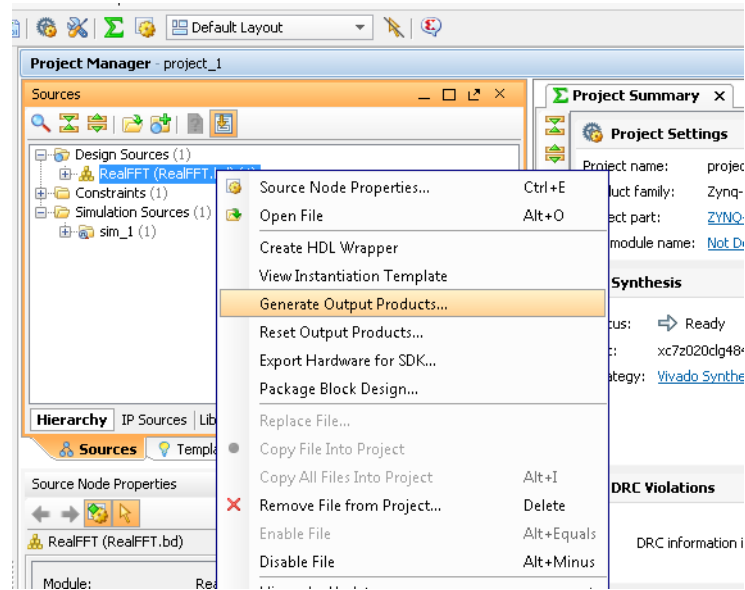 Default Layout
Project Manager - project_1
Sources
Design Sources (1)
RealFFT (RealFFT.
Constraints (1)
Simulation Sources (1)
sim_1 (1)
Hierarchy IP Sources Lib
Sources Templa
Source Node Properties
RealFFT (RealFFT.bd)
Module: Rea
Source Node Properties... Ctrl+E
Open File Alt+O
Create HDL Wrapper
View Instantiation Template
Generate Output Products...
Reset Output Products...
Export Hardware for SDK...
Package Block Design...
Replace File...
Copy File Into Project
Copy All Files Into Project Alt+I
Remove File from Project... Delete
Enable File Alt+Equals
Disable File Alt+Minus
Project Summary
Project Settings
Project name: projec
uct family: Zynq-
ect part: ZYNQ-
module name: Not De
Synthesis
tus: Ready
t: xc7z020clg484
ategy: Vivado Synthe
DRC Violations
DRC information i